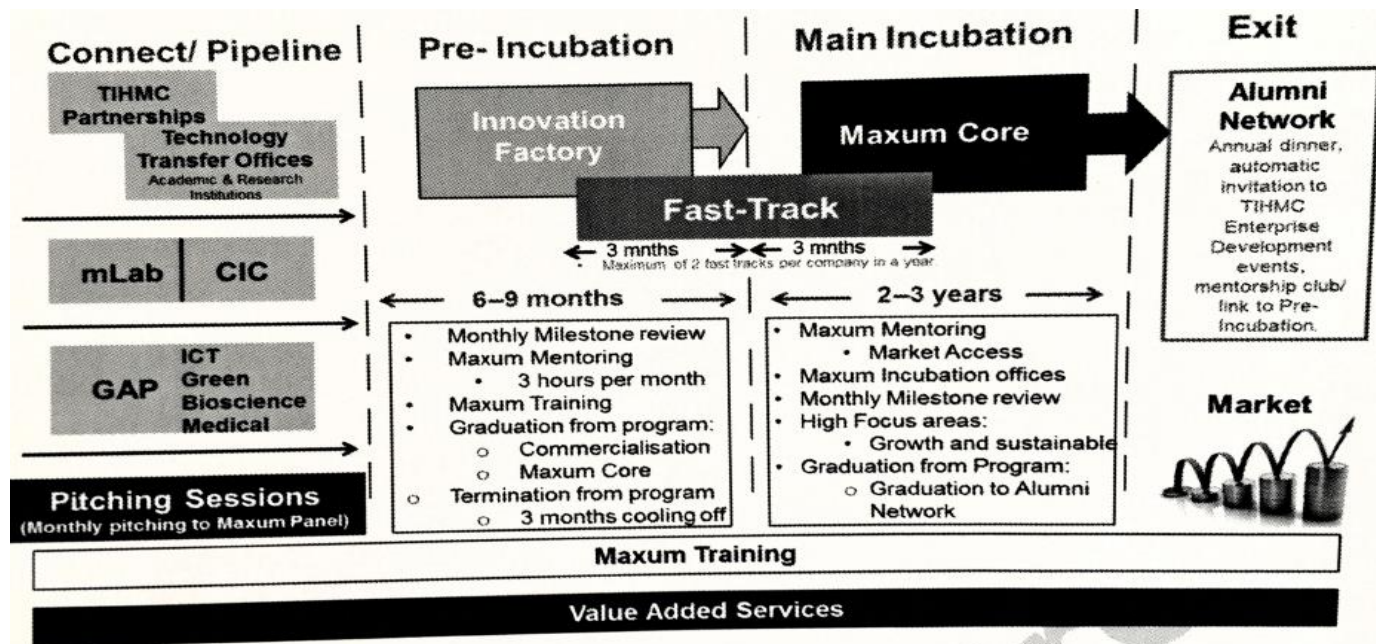 Connect/ Pipeline
TIHMC
Partnerships
Technology
Transfer Offices
Academic & Research
Institutions
mLab
CIC
GAP
ICT
Green
Bioscience
Medical
Pitching Sessions
(Monthly pitching to Maxum Panel)
Pre- Incubation
Innovation
Factory
Main Incubation
Maxum Core
Fast-Track
3 mnths
3 mnths
• Maximum of 2 fast tracks per company in a year
6–9 months
• Monthly Milestone review
• Maxum Mentoring
• 3 hours per month
• Maxum Training
• Graduation from program:
o Commercialisation
o Maxum Core
o Termination from program
o 3 months cooling off
2–3 years
• Maxum Mentoring
• Market Access
• Maxum Incubation offices
• Monthly Milestone review
• High Focus areas:
• Growth and sustainable
• Graduation from Program:
o Graduation to Alumni
Network
Exit
Alumni
Network
Annual dinner,
automatic
invitation to
TIHMC
Enterprise
Development
events,
mentorship club/
link to Pre-
Incubation.
Market
Maxum Training
Value Added Services